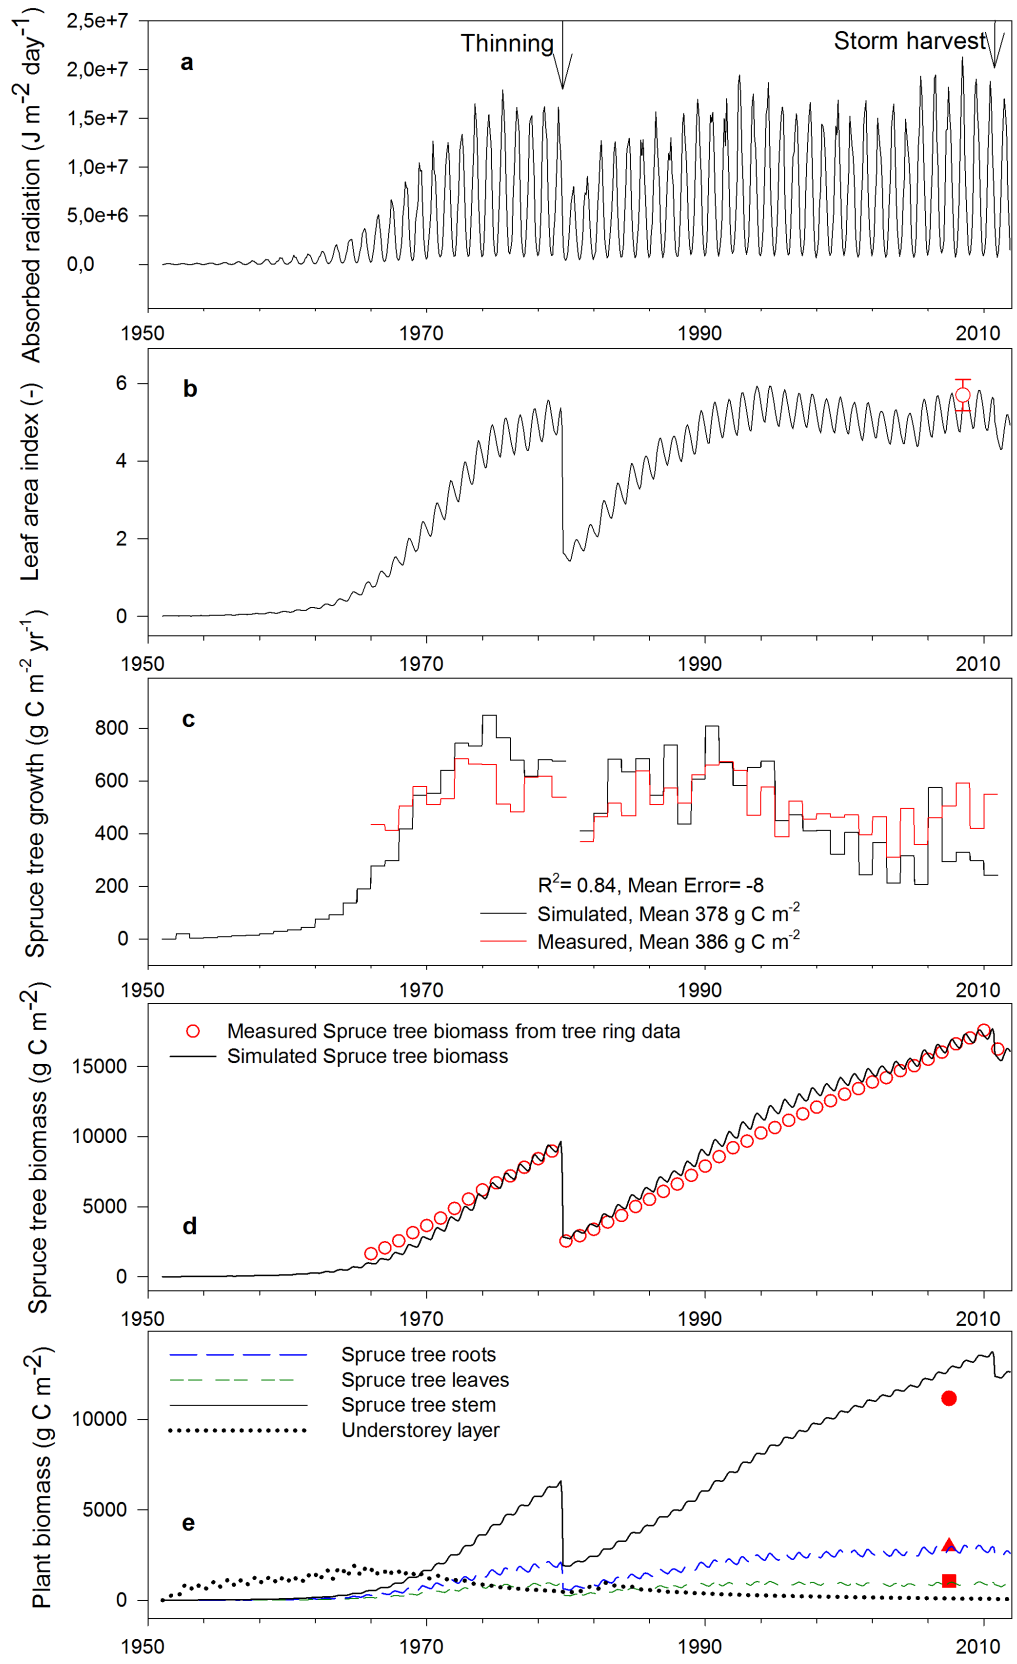 Absorbed radiation (J m-2 day-1)
2,5e+7
2,0e+7
1,5e+7
1,0e+7
5,0e+6
0,0
a
Thinning
Storm harvest
1950
1970
1990
2010
Leaf area index (-)
6
4
2
0
b
1950
1970
1990
2010
Spruce tree growth (g C m-2 yr-1)
800
600
400
200
0
c
R2= 0.84, Mean Error= -8
Simulated, Mean 378 g C m-2
Measured, Mean 386 g C m-2
1950
1970
1990
2010
Spruce tree biomass (g C m-2)
15000
10000
5000
0
Measured Spruce tree biomass from tree ring data
Simulated Spruce tree biomass
d
1950
1970
1990
2010
Plant biomass (g C m-2)
10000
5000
0
Spruce tree roots
Spruce tree leaves
Spruce tree stem
Understorey layer
e
1950
1970
1990
2010